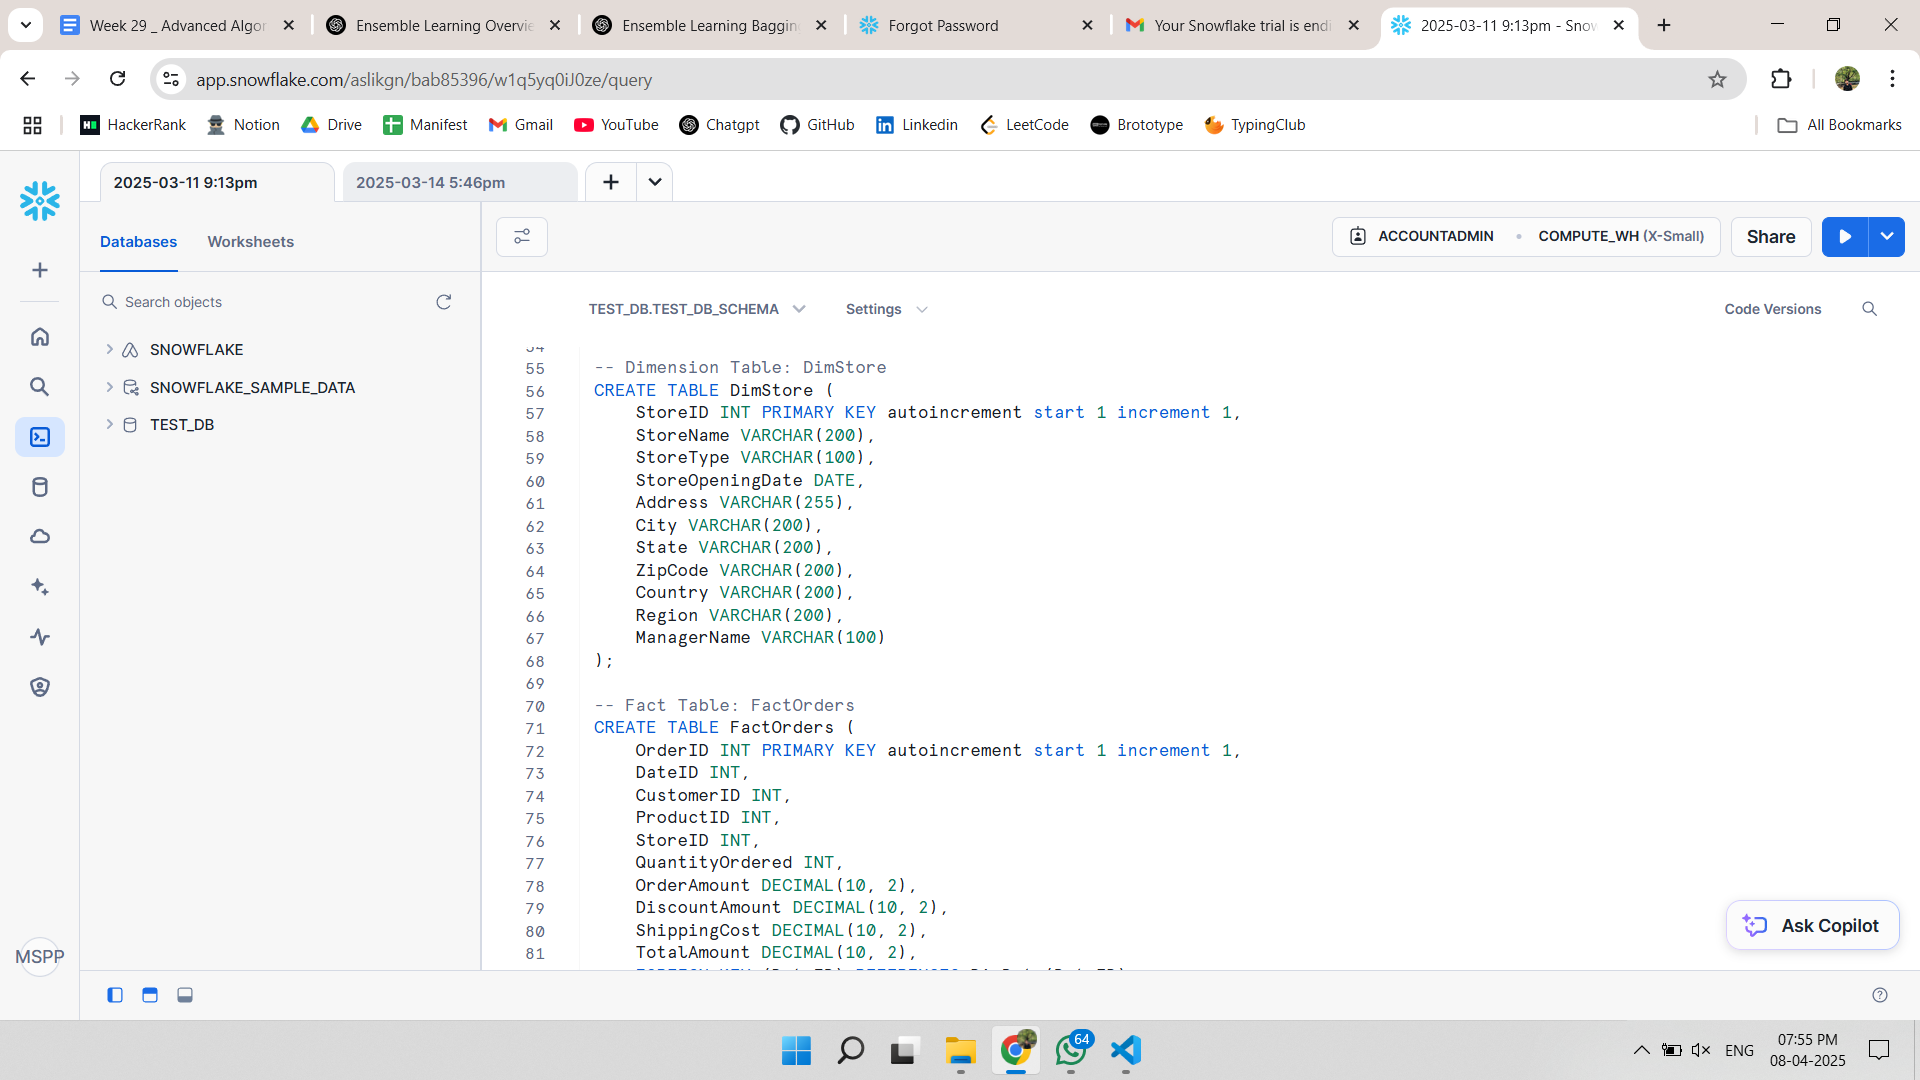 Week 29 _ Advanced Algor
Ensemble Learning Overvie
Ensemble Learning Baggin
Forgot Password
Your Snowflake trial is endi
2025-03-11 9:13pm - Snow
app.snowflake.com/aslikgn/bab85396/w1q5yq0iJ0ze/query
HackerRank
Notion
Drive
Manifest
Gmail
YouTube
Chatgpt
GitHub
Linkedin
LeetCode
Brototype
TypingClub
All Bookmarks
2025-03-11 9:13pm
2025-03-14 5:46pm
Databases
Worksheets
ACCOUNTADMIN
COMPUTE_WH (X-Small)
Share
Search objects
SNOWFLAKE
SNOWFLAKE_SAMPLE_DATA
TEST_DB
TEST_DB.TEST_DB_SCHEMA
Settings
Code Versions
54
55 -- Dimension Table: DimStore
56 CREATE TABLE DimStore (
57 StoreID INT PRIMARY KEY autoincrement start 1 increment 1,
58 StoreName VARCHAR(200),
59 StoreType VARCHAR(100),
60 StoreOpeningDate DATE,
61 Address VARCHAR(255),
62 City VARCHAR(200),
63 State VARCHAR(200),
64 ZipCode VARCHAR(200),
65 Country VARCHAR(200),
66 Region VARCHAR(200),
67 ManagerName VARCHAR(100)
68 );
69
70 -- Fact Table: FactOrders
71 CREATE TABLE FactOrders (
72 OrderID INT PRIMARY KEY autoincrement start 1 increment 1,
73 DateID INT,
74 CustomerID INT,
75 ProductID INT,
76 StoreID INT,
77 QuantityOrdered INT,
78 OrderAmount DECIMAL(10, 2),
79 DiscountAmount DECIMAL(10, 2),
80 ShippingCost DECIMAL(10, 2),
81 TotalAmount DECIMAL(10, 2),
Ask Copilot
MSPP
64
ENG
07:55 PM
08-04-2025